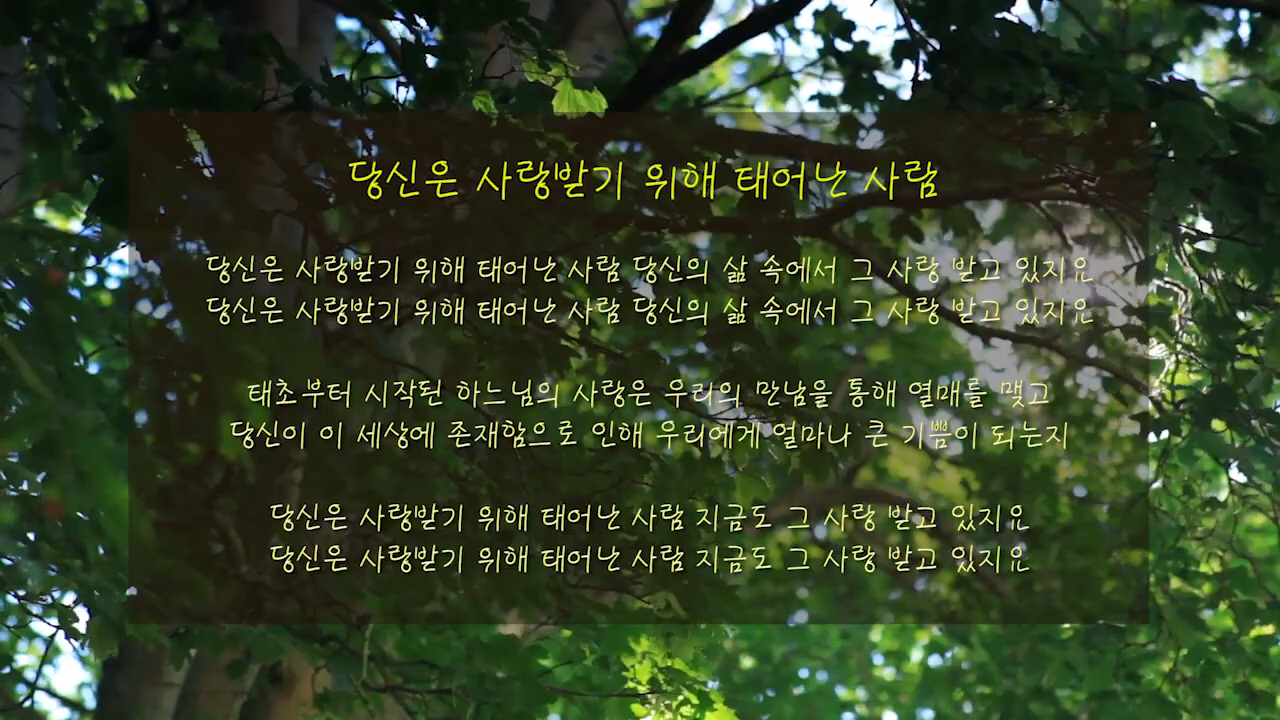 당신은 사랑받기 위해 태어난 사람
당신은 사랑받기 위해 태어난 사람 당신의 삶 속에서 그 사랑 받고 있지요
당신은 사랑받기 위해 태어난 사람 당신의 삶 속에서 그 사랑 받고 있지요
태초부터 시작된 하느님의 사랑은 우리의 만남을 통해 열매를 맺고
당신이 이 세상에 존재함으로 인해 우리에게 얼마나 큰 기쁨이 되는지
당신은 사랑받기 위해 태어난 사람 지금도 그 사랑 받고 있지요
당신은 사랑받기 위해 태어난 사람 지금도 그 사랑 받고 있지요